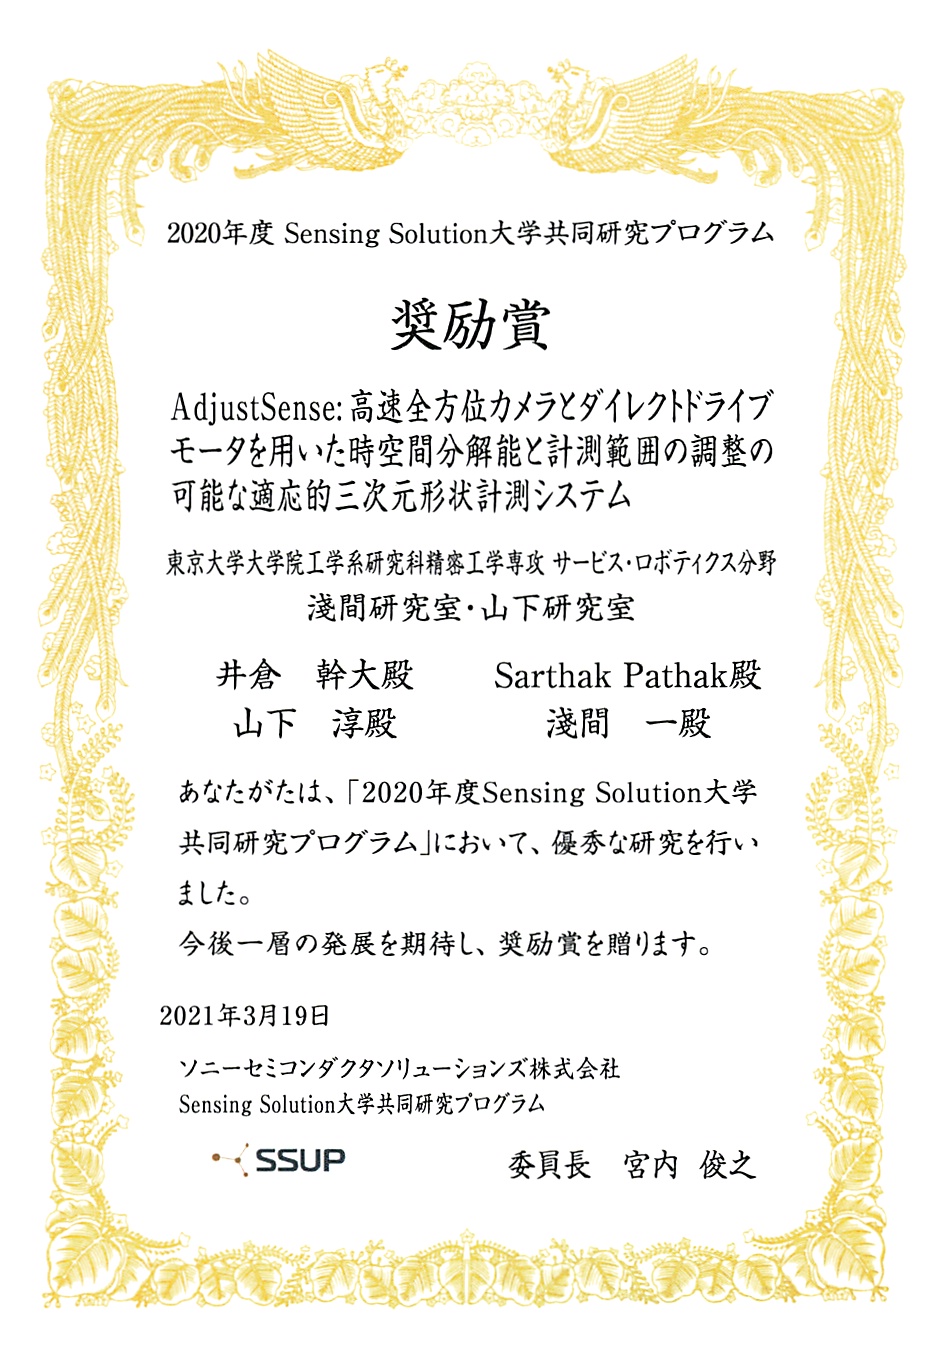 2020年度 Sensing Solution大学共同研究プログラム
奨励賞
AdjustSense:高速全方位カメラとダイレクトドライブ
モータを用いた時空間分解能と計測範囲の調整の
可能な適応的三次元形状計測システム
東京大学大学院工学系研究科精密工学専攻 サービス・ロボティクス分野
淺間研究室・山下研究室
井倉　幹大殿　Sarthak Pathak殿
山下　淳殿　淺間　一殿
あなたがたは、「2020年度Sensing Solution大学
共同研究プログラム」において、優秀な研究を行い
ました。
今後一層の発展を期待し、奨励賞を贈ります。
2021年3月19日
ソニーセミコンダクタソリューションズ株式会社
Sensing Solution大学共同研究プログラム
SSUP
委員長　宮内　俊之